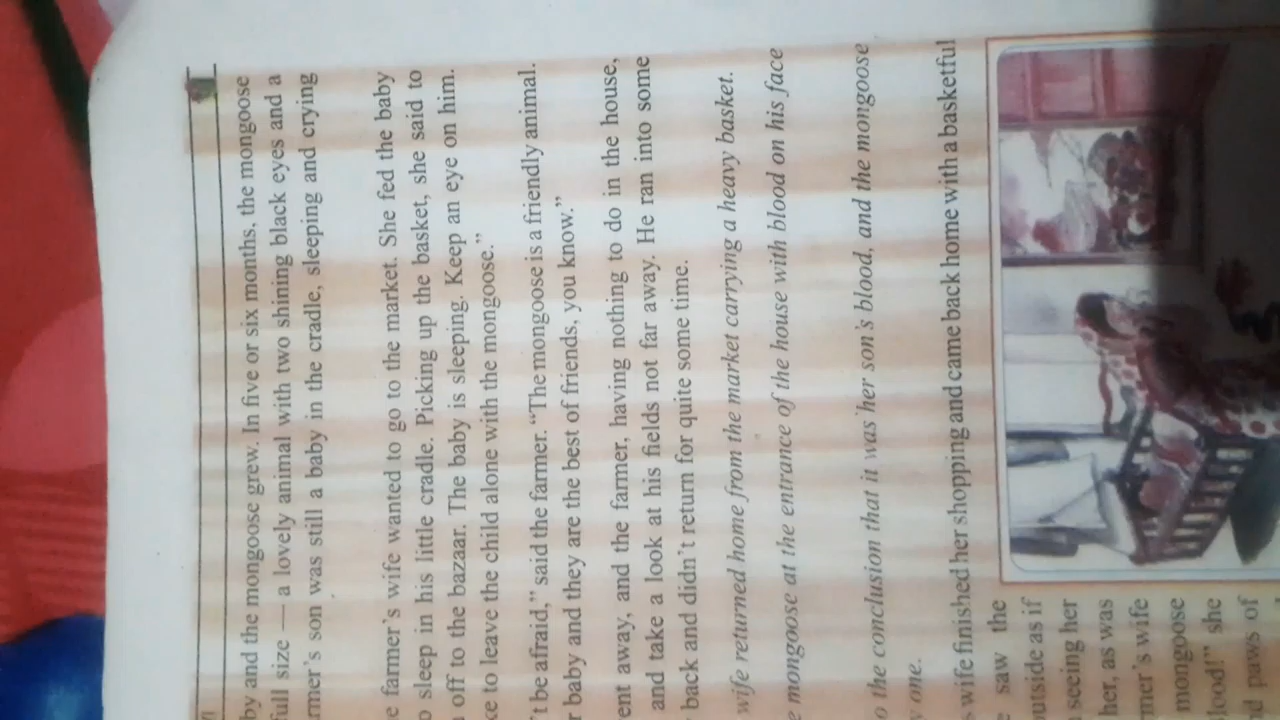 by and the mongoose grew. In five or six months, the mongoose
full size — a lovely animal with two shining black eyes and a
rmer's son was still a baby in the cradle, sleeping and crying
e farmer's wife wanted to go to the market. She fed the baby
o sleep in his little cradle. Picking up the basket, she said to
off to the bazaar. The baby is sleeping. Keep an eye on him.
ke to leave the child alone with the mongoose.”
't be afraid,” said the farmer. “The mongoose is a friendly animal.
r baby and they are the best of friends, you know.”
ent away, and the farmer, having nothing to do in the house,
and take a look at his fields not far away. He ran into some
back and didn't return for quite some time.
wife returned home from the market carrying a heavy basket.
e mongoose at the entrance of the house with blood on his face
o the conclusion that it was her son's blood, and the mongoose
y one.
s wife finished her shopping and came back home with a basketful
e saw the
utside as if
seeing her
her, as was
mer's wife
mongoose
lood!” she
d paws of